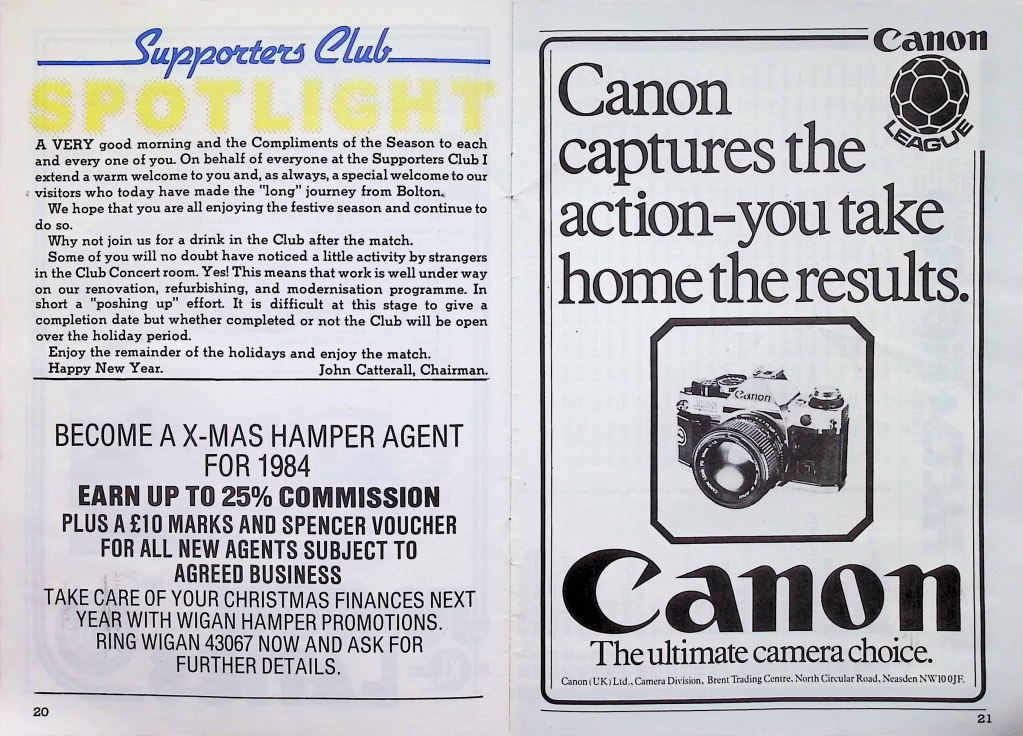 Supporters Club
SPOTLIGHT
A VERY good morning and the Compliments of the Season to each
and every one of you. On behalf of everyone at the Supporters Club I
extend a warm welcome to you and, as always, a special welcome to our
visitors who today have made the "long" journey from Bolton.
We hope that you are all enjoying the festive season and continue to
do so.
Why not join us for a drink in the Club after the match.
Some of you will no doubt have noticed a little activity by strangers
in the Club Concert room. Yes! This means that work is well under way
on our renovation, refurbishing, and modernisation programme. In
short a "poshing up" effort. It is difficult at this stage to give a
completion date but whether completed or not the Club will be open
over the holiday period.
Enjoy the remainder of the holidays and enjoy the match.
Happy New Year. John Catterall, Chairman.
BECOME A X-MAS HAMPER AGENT
FOR 1984
EARN UP TO 25% COMMISSION
PLUS A £10 MARKS AND SPENCER VOUCHER
FOR ALL NEW AGENTS SUBJECT TO
AGREED BUSINESS
TAKE CARE OF YOUR CHRISTMAS FINANCES NEXT
YEAR WITH WIGAN HAMPER PROMOTIONS.
RING WIGAN 43067 NOW AND ASK FOR
FURTHER DETAILS.
20
Canon
LEAGUE
Canon
captures the
action-you take
home the results.
Canon
Canon
The ultimate camera choice.
Canon (UK) Ltd., Camera Division, Brent Trading Centre, North Circular Road, Neasden NW10 0JF.
21